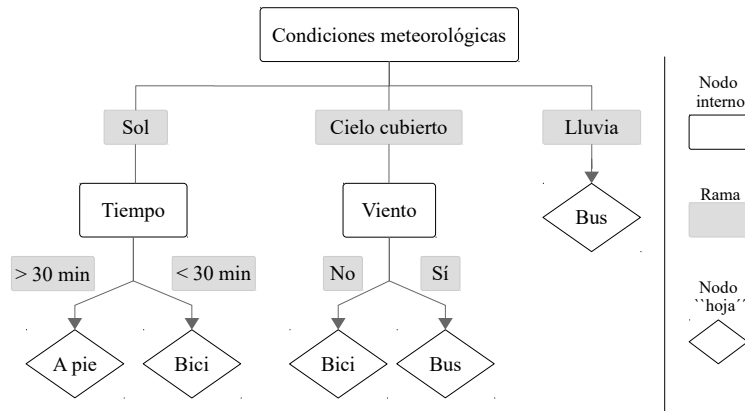 Condiciones meteorológicas
Sol
Cielo cubierto
Lluvia
Tiempo
Viento
Bus
> 30 min
< 30 min
No
Sí
A pie
Bici
Bici
Bus
Nodo
interno
Rama
Nodo
``hoja´´